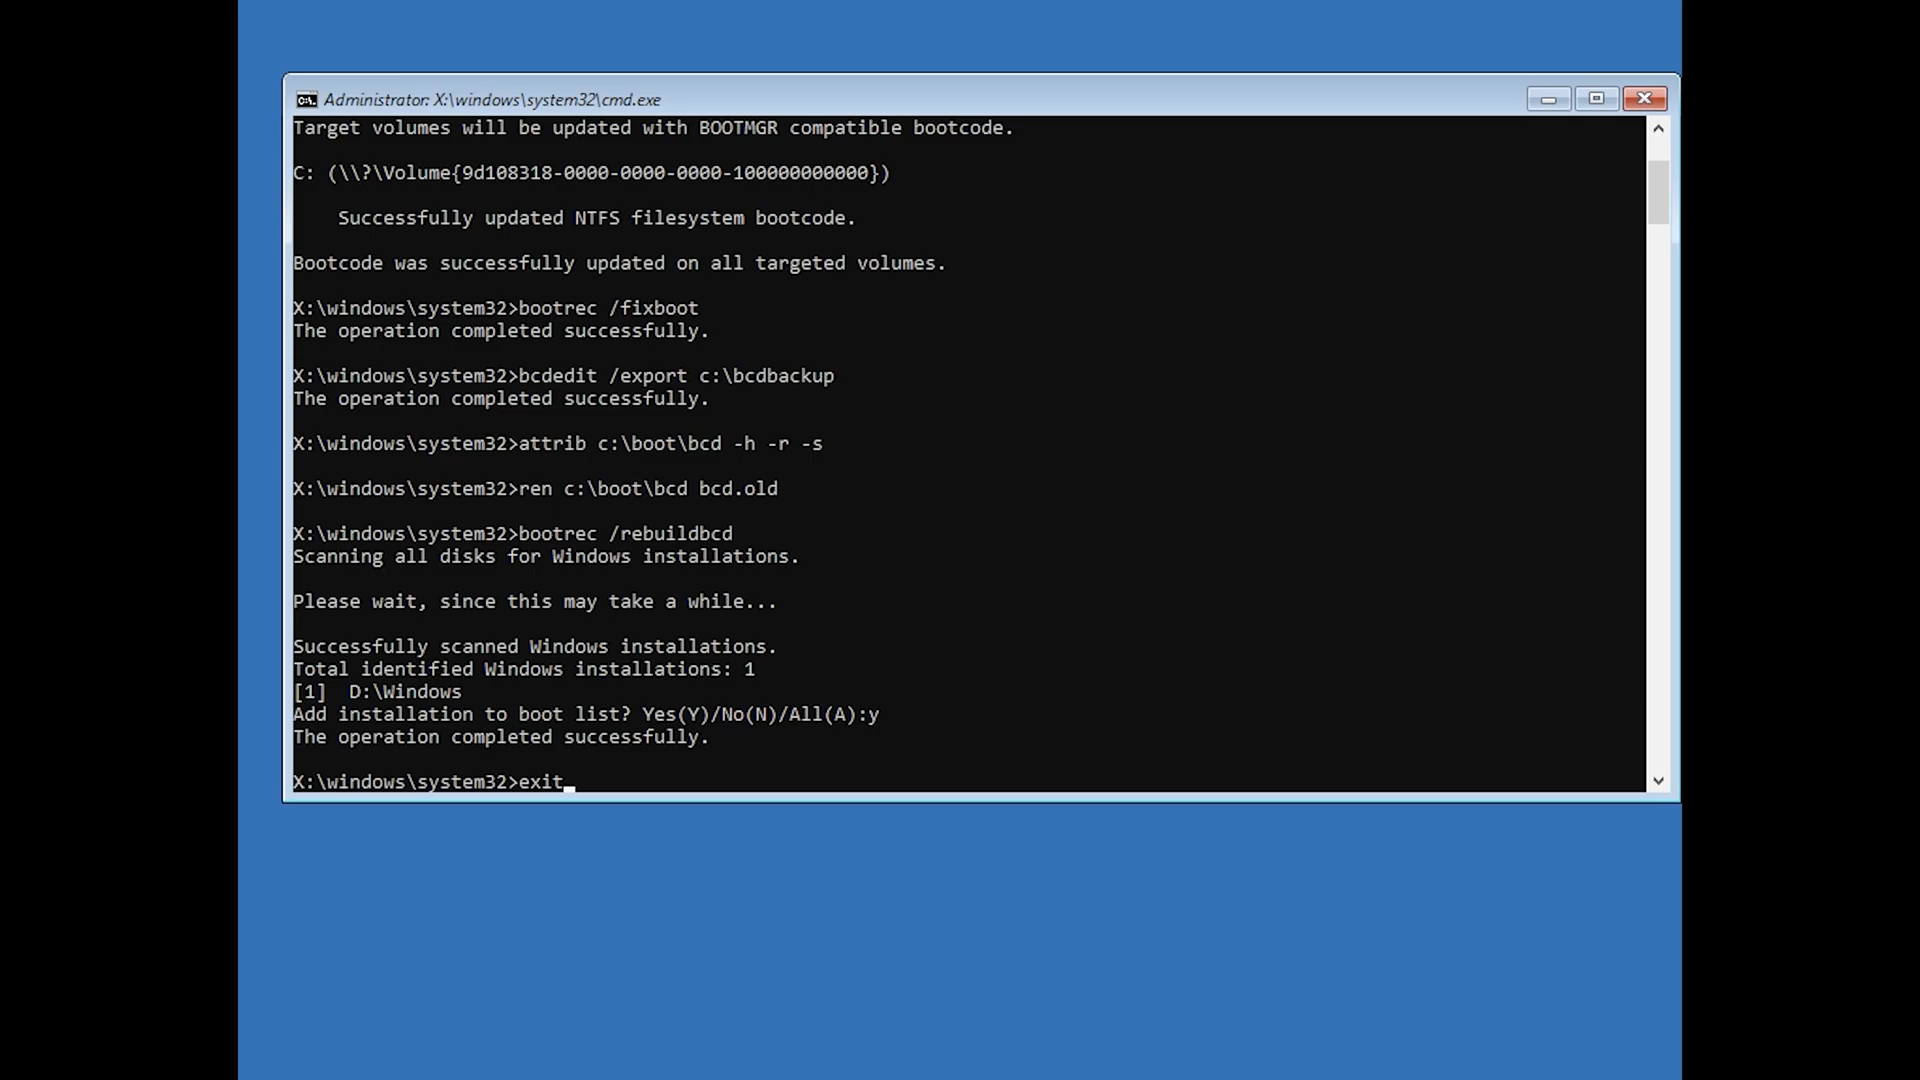 Administrator: X:\windows\system32\cmd.exe
Target volumes will be updated with BOOTMGR compatible bootcode.
C: (\\?\Volume{9d108318-0000-0000-0000-100000000000})
Successfully updated NTFS filesystem bootcode.
Bootcode was successfully updated on all targeted volumes.
X:\windows\system32>bootrec /fixboot
The operation completed successfully.
X:\windows\system32>bcdedit /export c:\bcdbackup
The operation completed successfully.
X:\windows\system32>attrib c:\boot\bcd -h -r -s
X:\windows\system32>ren c:\boot\bcd bcd.old
X:\windows\system32>bootrec /rebuildbcd
Scanning all disks for Windows installations.
Please wait, since this may take a while...
Successfully scanned Windows installations.
Total identified Windows installations: 1
[1]  D:\Windows
Add installation to boot list? Yes(Y)/No(N)/All(A):y
The operation completed successfully.
X:\windows\system32>exit